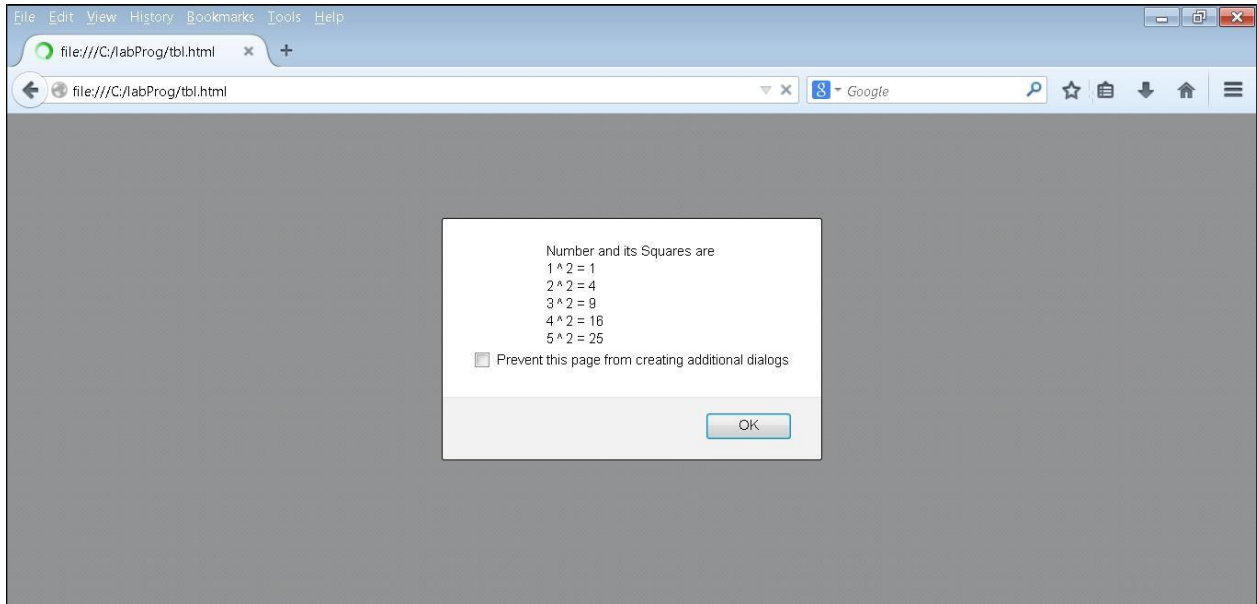 File Edit View History Bookmarks Tools Help
file:///C:/labProg/tbl.html
file:///C:/labProg/tbl.html
8 Google
Number and its Squares are
1 ^ 2 = 1
2 ^ 2 = 4
3 ^ 2 = 9
4 ^ 2 = 16
5 ^ 2 = 25
Prevent this page from creating additional dialogs
OK